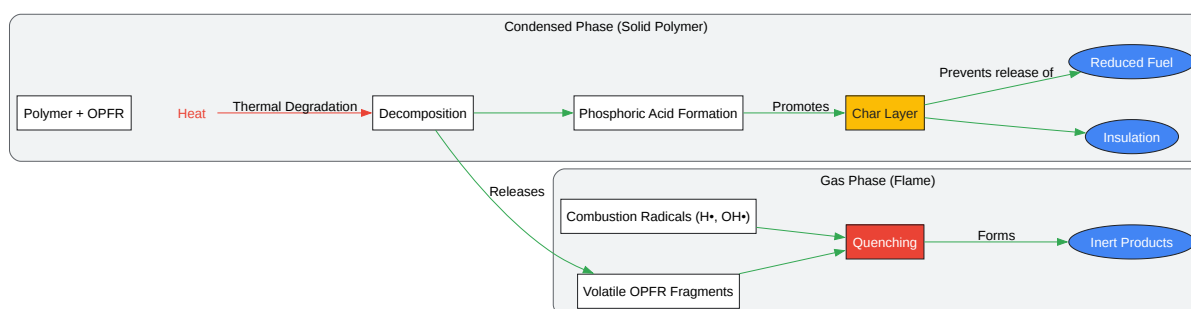 Condensed Phase (Solid Polymer)
Polymer + OPFR
Heat
Thermal Degradation
Decomposition
Phosphoric Acid Formation
Promotes
Char Layer
Prevents release of
Reduced Fuel
Insulation
Releases
Gas Phase (Flame)
Combustion Radicals (H•, OH•)
Volatile OPFR Fragments
Quenching
Forms
Inert Products